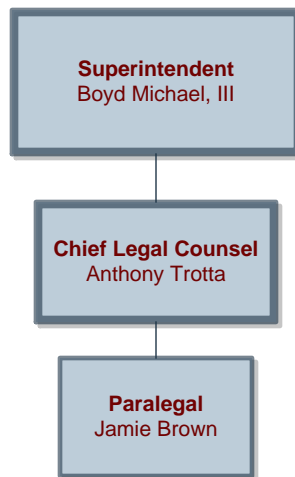 Superintendent
Boyd Michael, III
Chief Legal Counsel
Anthony Trotta
Paralegal
Jamie Brown